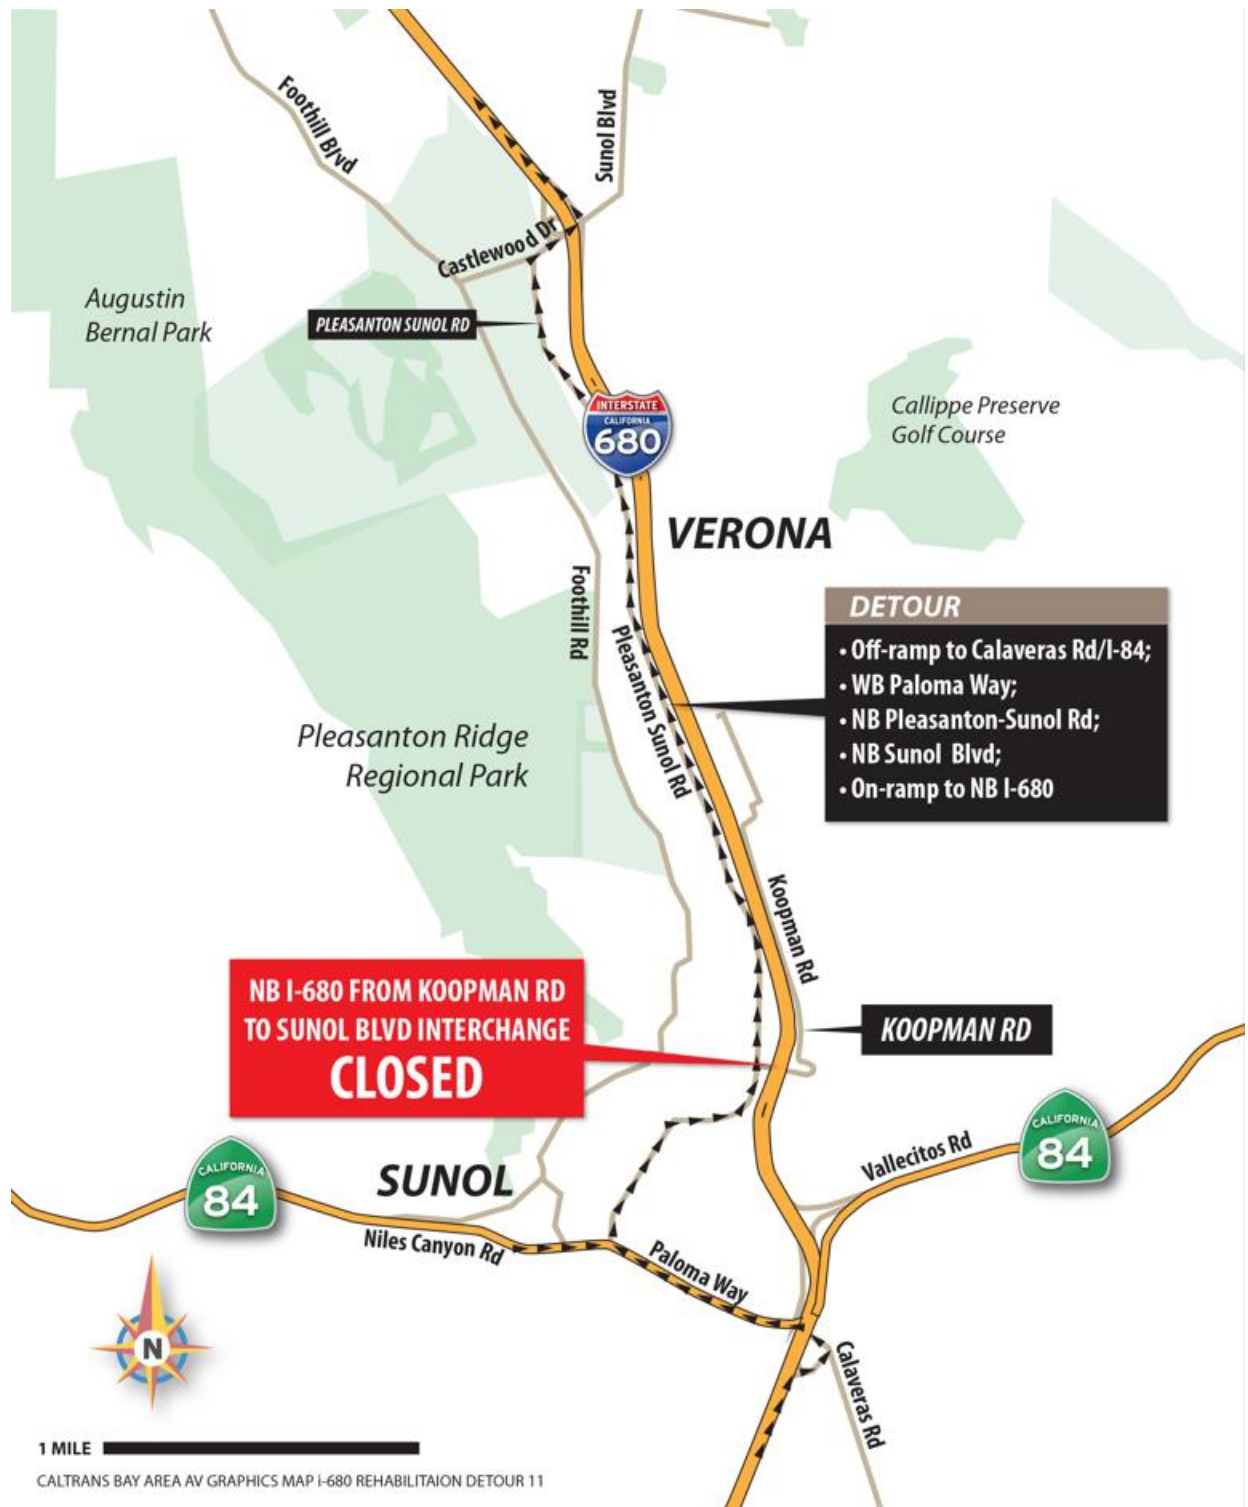 Foothill Blvd
Sunol Blvd
Castlewood Dr
Augustin
Bernal Park
PLEASANTON SUNOL RD
INTERSTATE
CALIFORNIA
680
Callippe Preserve
Golf Course
VERONA
Foothill Rd
Pleasanton Sunol Rd
DETOUR
• Off-ramp to Calaveras Rd/I-84;
• WB Paloma Way;
• NB Pleasanton-Sunol Rd;
• NB Sunol Blvd;
• On-ramp to NB I-680
Pleasanton Ridge
Regional Park
Koopman Rd
NB I-680 FROM KOOPMAN RD
TO SUNOL BLVD INTERCHANGE
CLOSED
KOOPMAN RD
CALIFORNIA
84
Vallecitos Rd
CALIFORNIA
84
SUNOL
Niles Canyon Rd
Paloma Way
Calaveras Rd
N
1 MILE
CALTRANS BAY AREA AV GRAPHICS MAP i-680 REHABILITAION DETOUR 11